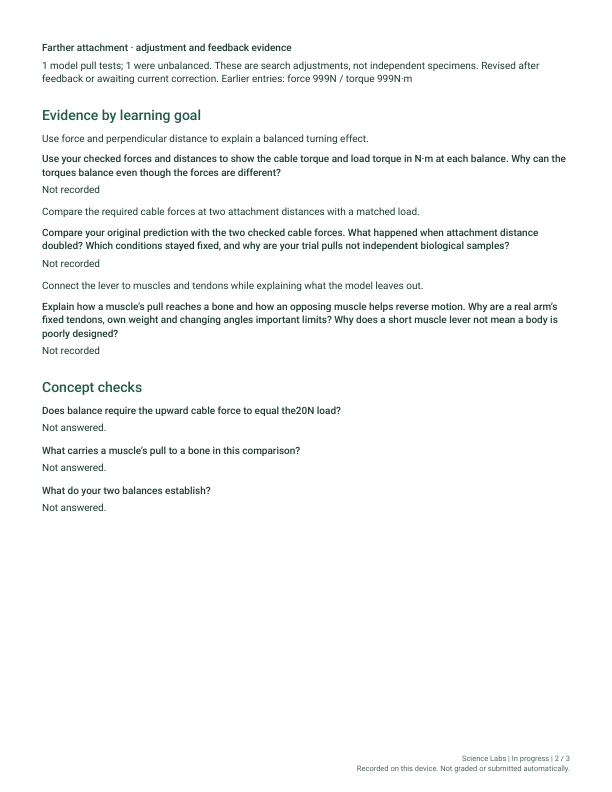 Farther attachment · adjustment and feedback evidence
1 model pull tests; 1 were unbalanced. These are search adjustments, not independent specimens. Revised after
feedback or awaiting current correction. Earlier entries: force 999N / torque 999N·m
Evidence by learning goal
Use force and perpendicular distance to explain a balanced turning effect.
Use your checked forces and distances to show the cable torque and load torque in N·m at each balance. Why can the
torques balance even though the forces are different?
Not recorded
Compare the required cable forces at two attachment distances with a matched load.
Compare your original prediction with the two checked cable forces. What happened when attachment distance
doubled? Which conditions stayed fixed, and why are your trial pulls not independent biological samples?
Not recorded
Connect the lever to muscles and tendons while explaining what the model leaves out.
Explain how a muscle’s pull reaches a bone and how an opposing muscle helps reverse motion. Why are a real arm’s
fixed tendons, own weight and changing angles important limits? Why does a short muscle lever not mean a body is
poorly designed?
Not recorded
Concept checks
Does balance require the upward cable force to equal the20N load?
Not answered.
What carries a muscle’s pull to a bone in this comparison?
Not answered.
What do your two balances establish?
Not answered.
Science Labs | In progress | 2 / 3
Recorded on this device. Not graded or submitted automatically.